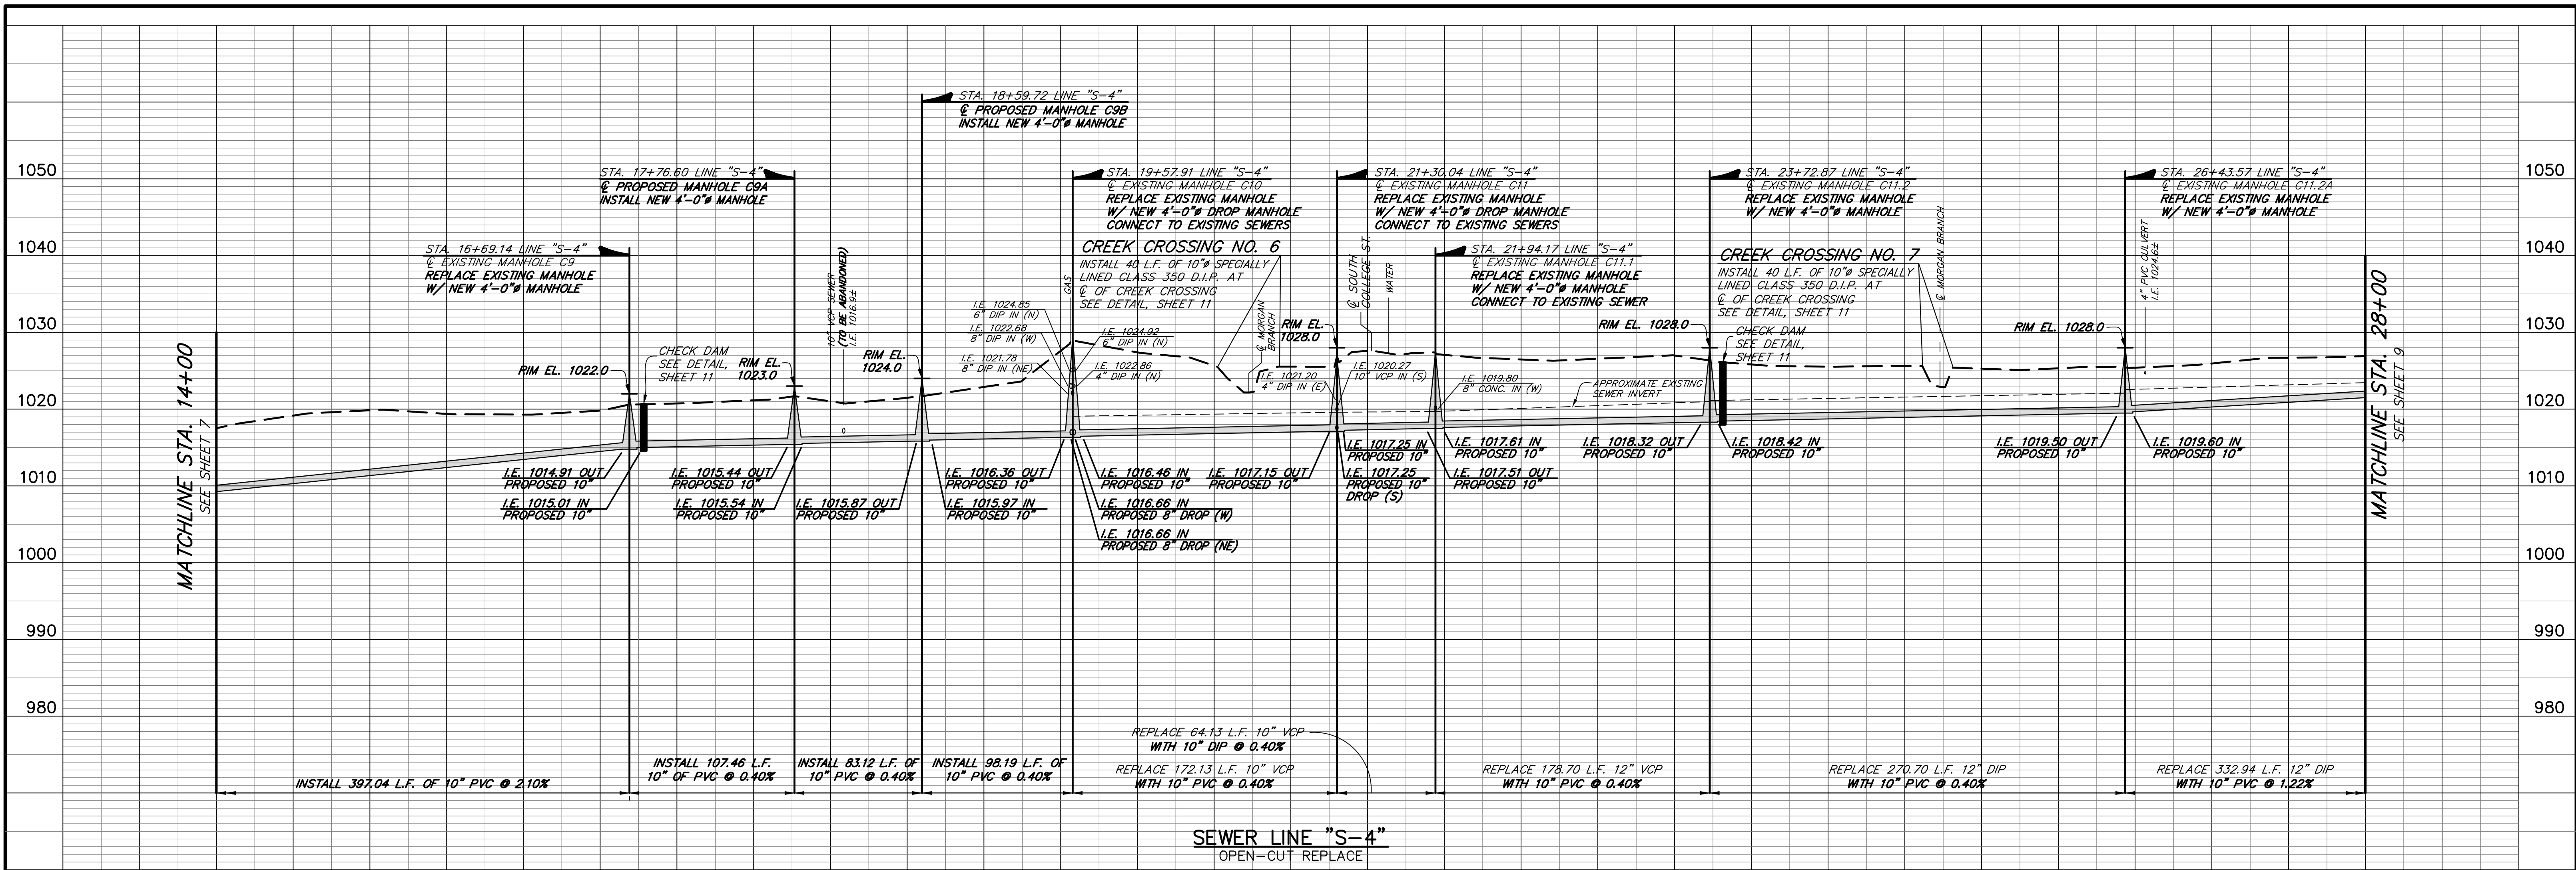 STA. 18+59.72 LINE "S-4"
℄ PROPOSED MANHOLE C9B
INSTALL NEW 4'-0"ø MANHOLE
1050
STA. 17+76.60 LINE "S-4"
℄ PROPOSED MANHOLE C9A
INSTALL NEW 4'-0"ø MANHOLE
STA. 19+57.91 LINE "S-4"
℄ EXISTING MANHOLE C10
REPLACE EXISTING MANHOLE
W/ NEW 4'-0"ø DROP MANHOLE
CONNECT TO EXISTING SEWERS
STA. 21+30.04 LINE "S-4"
℄ EXISTING MANHOLE C11
REPLACE EXISTING MANHOLE
W/ NEW 4'-0"ø DROP MANHOLE
CONNECT TO EXISTING SEWERS
STA. 23+72.87 LINE "S-4"
℄ EXISTING MANHOLE C11.2
REPLACE EXISTING MANHOLE
W/ NEW 4'-0"ø MANHOLE
STA. 26+43.57 LINE "S-4"
℄ EXISTING MANHOLE C11.2A
REPLACE EXISTING MANHOLE
W/ NEW 4'-0"ø MANHOLE
1050
1040
STA. 16+69.14 LINE "S-4"
℄ EXISTING MANHOLE C9
REPLACE EXISTING MANHOLE
W/ NEW 4'-0"ø MANHOLE
10" VCP SEWER
(TO BE ABANDONED)
I.E. 1016.9±
GAS
CREEK CROSSING NO. 6
INSTALL 40 L.F. OF 10"ø SPECIALLY
LINED CLASS 350 D.I.P. AT
℄ OF CREEK CROSSING
SEE DETAIL, SHEET 11
℄ MORGAN
BRANCH
℄ SOUTH
COLLEGE ST.
WATER
STA. 21+94.17 LINE "S-4"
℄ EXISTING MANHOLE C11.1
REPLACE EXISTING MANHOLE
W/ NEW 4'-0"ø MANHOLE
CONNECT TO EXISTING SEWER
CREEK CROSSING NO. 7
INSTALL 40 L.F. OF 10"ø SPECIALLY
LINED CLASS 350 D.I.P. AT
℄ OF CREEK CROSSING
SEE DETAIL, SHEET 11
℄ MORGAN BRANCH
4" PVC CULVERT
I.E. 1024.6±
1040
1030
MATCHLINE STA. 14+00
SEE SHEET 7
RIM EL. 1022.0
CHECK DAM
SEE DETAIL,
SHEET 11
RIM EL.
1023.0
RIM EL.
1024.0
I.E. 1024.85
6" DIP IN (N)
I.E. 1022.68
8" DIP IN (W)
I.E. 1021.78
8" DIP IN (NE)
I.E. 1024.92
6" DIP IN (N)
I.E. 1022.86
4" DIP IN (N)
RIM EL.
1028.0
I.E. 1021.20
4" DIP IN (E)
I.E. 1020.27
10" VCP IN (S)
I.E. 1019.80
8" CONC. IN (W)
APPROXIMATE EXISTING
SEWER INVERT
RIM EL. 1028.0
CHECK DAM
SEE DETAIL,
SHEET 11
RIM EL. 1028.0
MATCHLINE STA. 28+00
SEE SHEET 9
1030
1020
1020
I.E. 1014.91 OUT
PROPOSED 10"
I.E. 1015.01 IN
PROPOSED 10"
I.E. 1015.44 OUT
PROPOSED 10"
I.E. 1015.54 IN
PROPOSED 10"
I.E. 1015.87 OUT
PROPOSED 10"
I.E. 1016.36 OUT
PROPOSED 10"
I.E. 1015.97 IN
PROPOSED 10"
I.E. 1016.46 IN
PROPOSED 10"
I.E. 1016.66 IN
PROPOSED 8" DROP (W)
I.E. 1016.66 IN
PROPOSED 8" DROP (NE)
I.E. 1017.15 OUT
PROPOSED 10"
I.E. 1017.25 IN
PROPOSED 10"
I.E. 1017.25
PROPOSED 10"
DROP (S)
I.E. 1017.61 IN
PROPOSED 10"
I.E. 1017.51 OUT
PROPOSED 10"
I.E. 1018.32 OUT
PROPOSED 10"
I.E. 1018.42 IN
PROPOSED 10"
I.E. 1019.50 OUT
PROPOSED 10"
I.E. 1019.60 IN
PROPOSED 10"
1010
1010
1000
1000
990
990
980
980
INSTALL 397.04 L.F. OF 10" PVC @ 2.10%
INSTALL 107.46 L.F.
10" OF PVC @ 0.40%
INSTALL 83.12 L.F. OF
10" PVC @ 0.40%
INSTALL 98.19 L.F. OF
10" PVC @ 0.40%
REPLACE 64.13 L.F. 10" VCP
WITH 10" DIP @ 0.40%
REPLACE 172.13 L.F. 10" VCP
WITH 10" PVC @ 0.40%
REPLACE 178.70 L.F. 12" VCP
WITH 10" PVC @ 0.40%
REPLACE 270.70 L.F. 12" DIP
WITH 10" PVC @ 0.40%
REPLACE 332.94 L.F. 12" DIP
WITH 10" PVC @ 1.22%
SEWER LINE "S-4"
OPEN-CUT REPLACE